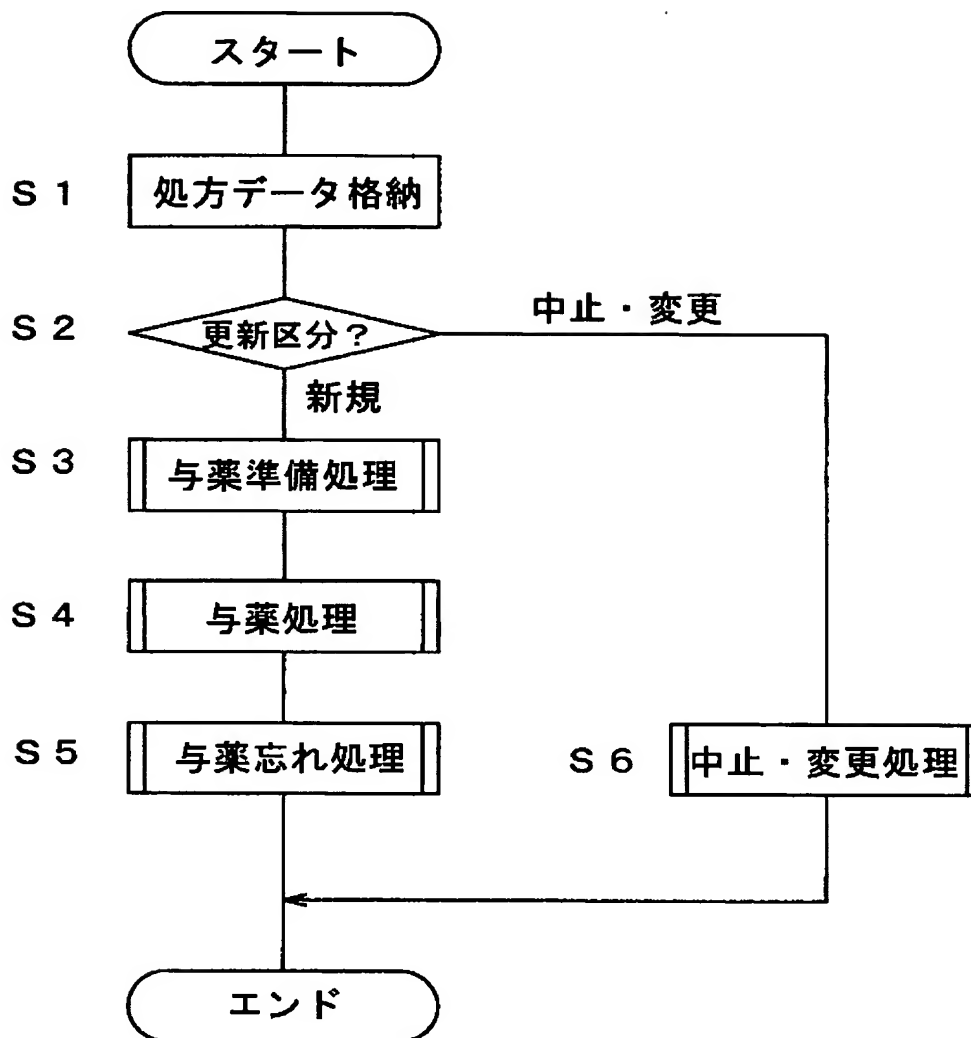 スタート
S 1 処方データ格納
S 2 更新区分？ 中止・変更
新規
S 3 与薬準備処理
S 4 与薬処理
S 5 与薬忘れ処理 S 6 中止・変更処理
エンド